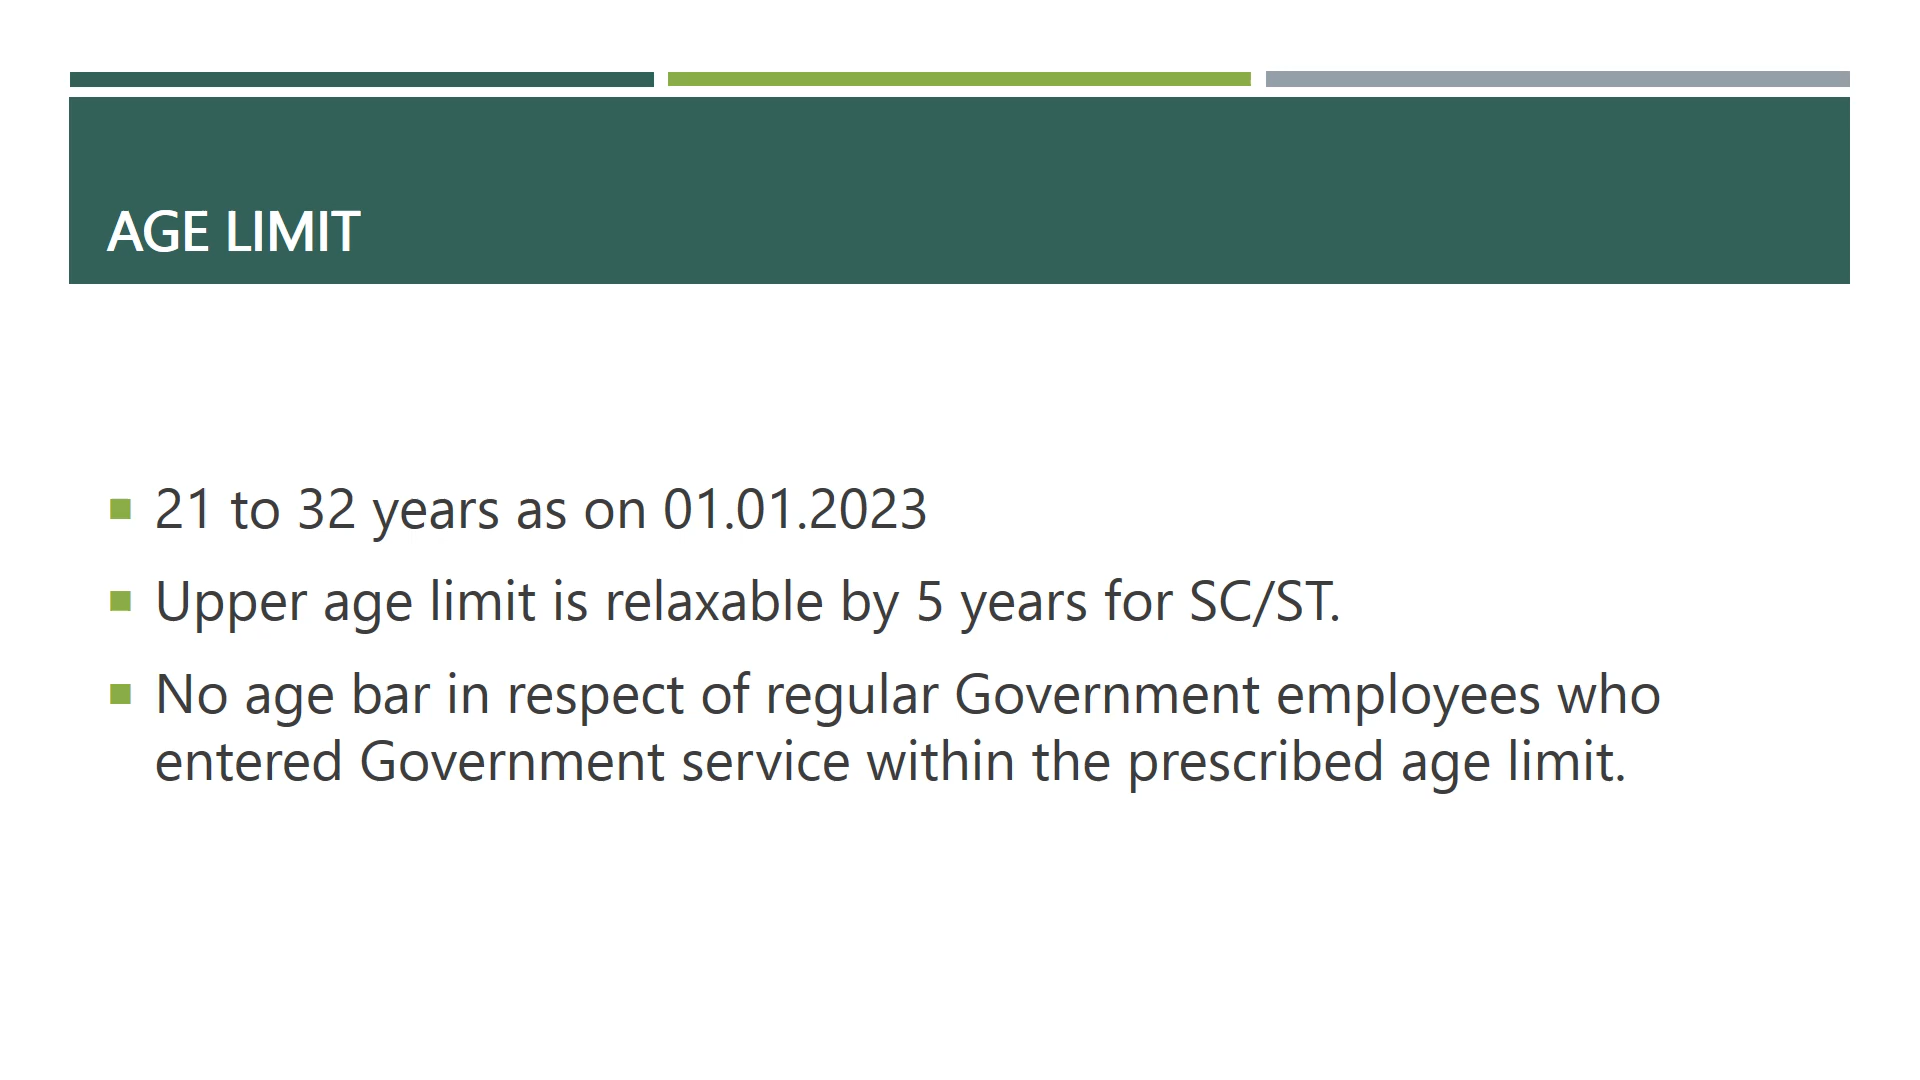 AGE LIMIT
21 to 32 years as on 01.01.2023
Upper age limit is relaxable by 5 years for SC/ST.
No age bar in respect of regular Government employees who
entered Government service within the prescribed age limit.